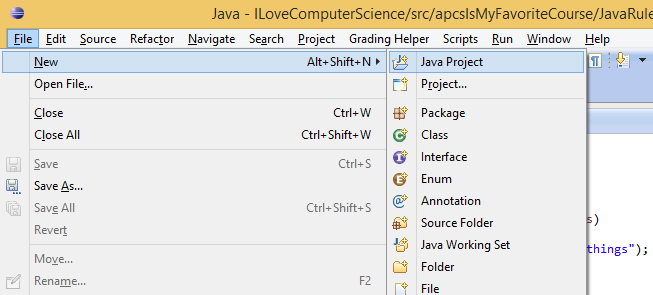 Java - ILoveComputerScience/src/apcsIsMyFavoriteCourse/JavaRule
File Edit Source Refactor Navigate Search Project Grading Helper Scripts Run Window Help
New Alt+Shift+N
Open File...
Close Ctrl+W
Close All Ctrl+Shift+W
Save Ctrl+S
Save As...
Save All Ctrl+Shift+S
Revert
Move...
Rename... F2
Java Project
Project...
Package
Class
Interface
Enum
Annotation
Source Folder
Java Working Set
Folder
File
s)
things");